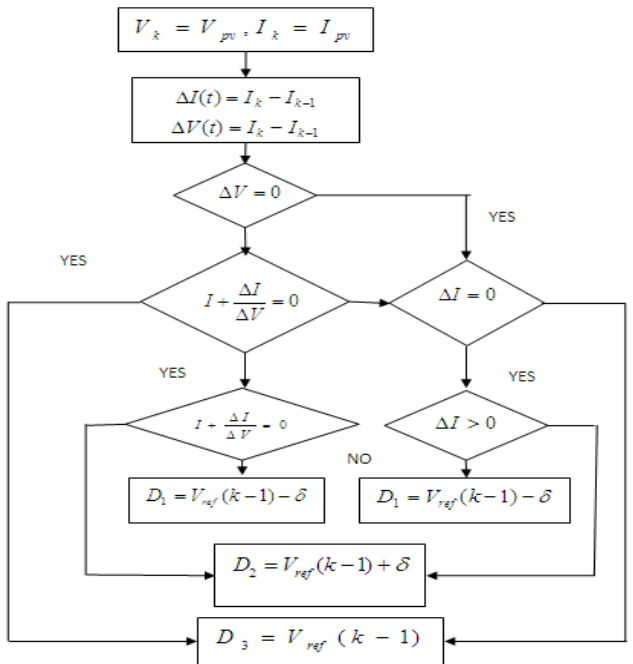 V_k = V_pv , I_k = I_pv
ΔI(t) = I_k − I_{k−1}
ΔV(t) = I_k − I_{k−1}
ΔV = 0
YES
YES
I + ΔI/ΔV = 0
ΔI = 0
YES
YES
I + ΔI/ΔV = 0
ΔI > 0
NO
D_1 = V_ref (k−1) − δ
D_1 = V_ref (k−1) − δ
D_2 = V_ref (k−1) + δ
D_3 = V_ref (k − 1)